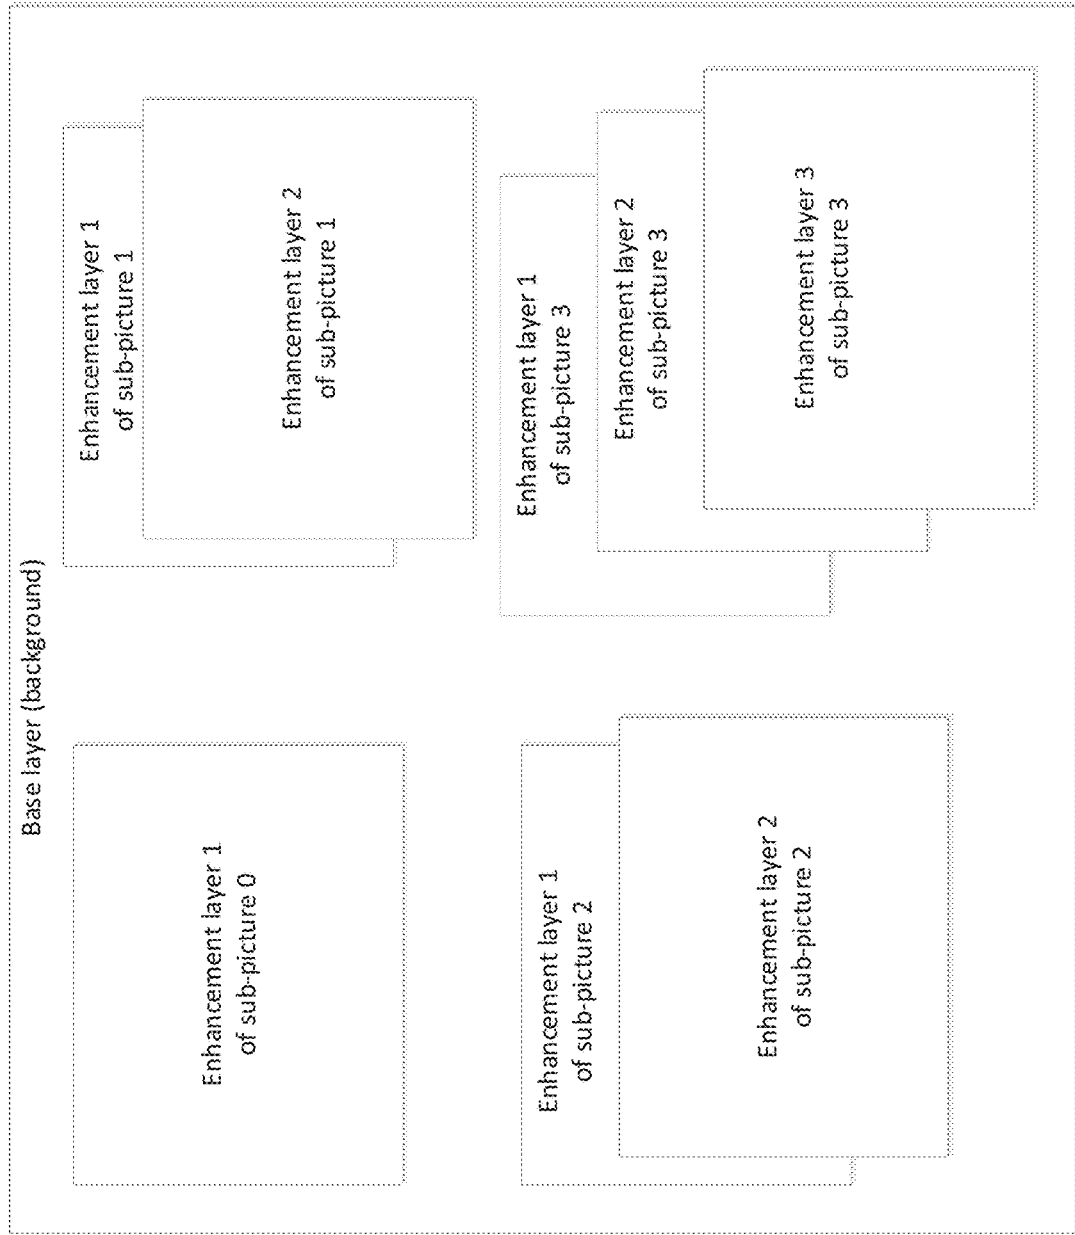 Base layer (background)
Enhancement layer 1
of sub-picture 0
Enhancement layer 1
of sub-picture 1
Enhancement layer 2
of sub-picture 1
Enhancement layer 1
of sub-picture 2
Enhancement layer 2
of sub-picture 2
Enhancement layer 1
of sub-picture 3
Enhancement layer 2
of sub-picture 3
Enhancement layer 3
of sub-picture 3